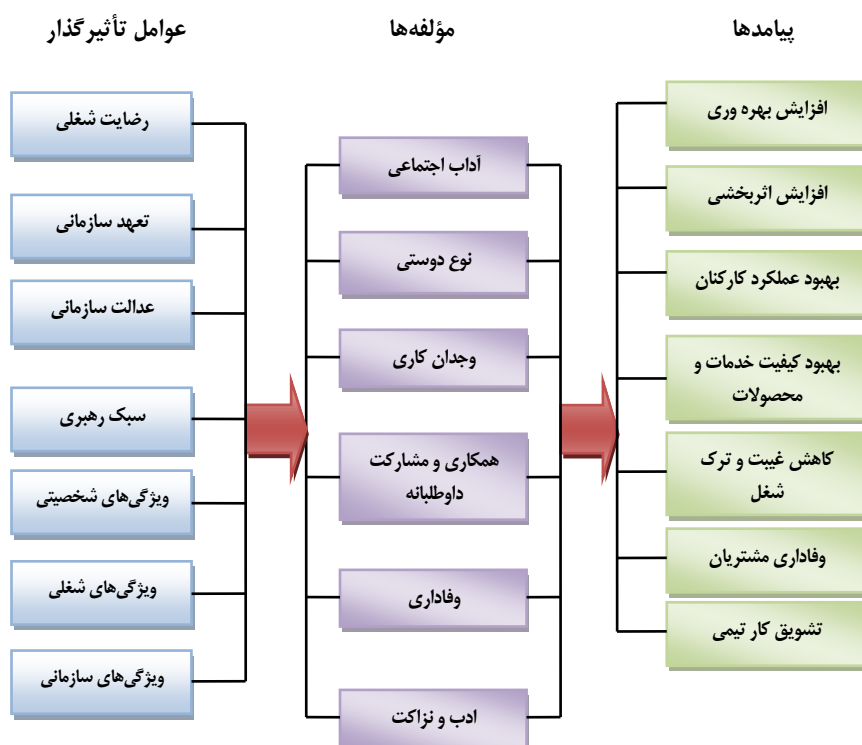 عوامل تأثیرگذار
رضایت شغلی
تعهد سازمانی
عدالت سازمانی
سبک رهبری
ویژگی‌های شخصیتی
ویژگی‌های شغلی
ویژگی‌های سازمانی
مؤلفه‌ها
آداب اجتماعی
نوع دوستی
وجدان کاری
همکاری و مشارکت
داوطلبانه
وفاداری
ادب و نزاکت
پیامدها
افزایش بهره وری
افزایش اثربخشی
بهبود عملکرد کارکنان
بهبود کیفیت خدمات و
محصولات
کاهش غیبت و ترک
شغل
وفاداری مشتریان
تشویق کار تیمی